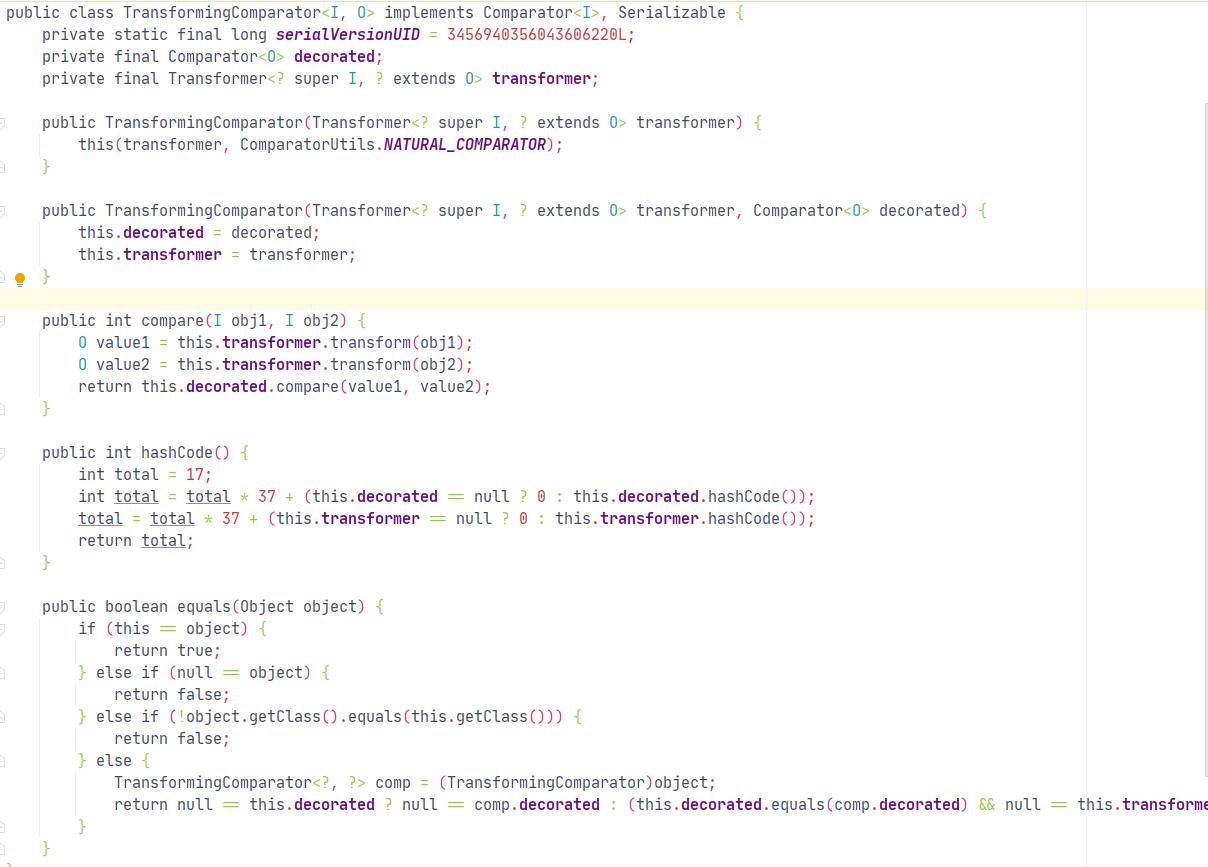 public class TransformingComparator<I, O> implements Comparator<I>, Serializable {
    private static final long serialVersionUID = 3456940356043606220L;
    private final Comparator<O> decorated;
    private final Transformer<? super I, ? extends O> transformer;

    public TransformingComparator(Transformer<? super I, ? extends O> transformer) {
        this(transformer, ComparatorUtils.NATURAL_COMPARATOR);
    }

    public TransformingComparator(Transformer<? super I, ? extends O> transformer, Comparator<O> decorated) {
        this.decorated = decorated;
        this.transformer = transformer;
    }

    public int compare(I obj1, I obj2) {
        O value1 = this.transformer.transform(obj1);
        O value2 = this.transformer.transform(obj2);
        return this.decorated.compare(value1, value2);
    }

    public int hashCode() {
        int total = 17;
        int total = total * 37 + (this.decorated == null ? 0 : this.decorated.hashCode());
        total = total * 37 + (this.transformer == null ? 0 : this.transformer.hashCode());
        return total;
    }

    public boolean equals(Object object) {
        if (this == object) {
            return true;
        } else if (null == object) {
            return false;
        } else if (!object.getClass().equals(this.getClass())) {
            return false;
        } else {
            TransformingComparator<?, ?> comp = (TransformingComparator)object;
            return null == this.decorated ? null == comp.decorated : (this.decorated.equals(comp.decorated) && null == this.transforme
        }
    }